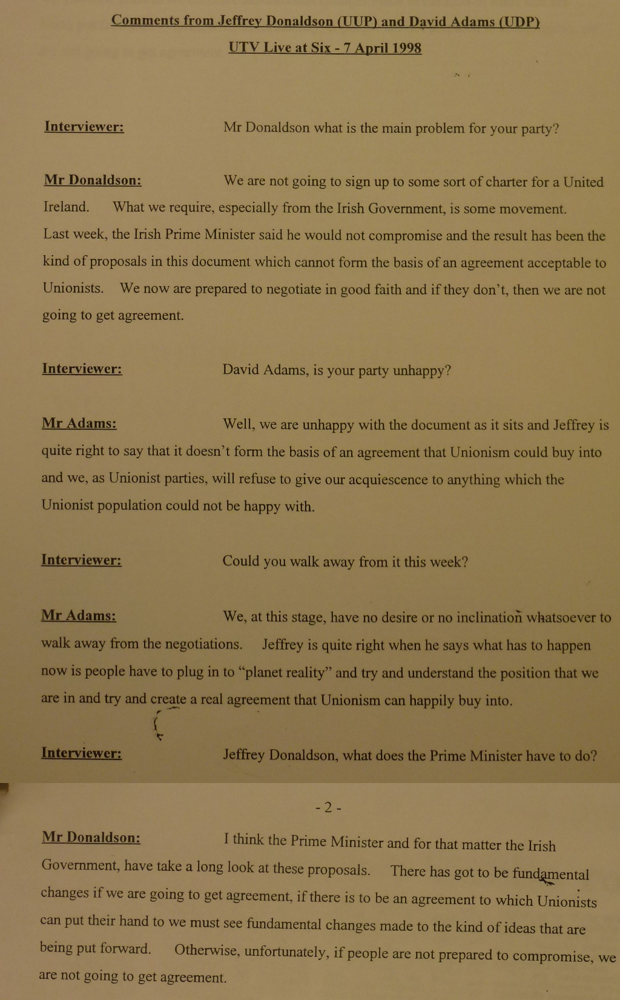 Comments from Jeffrey Donaldson (UUP) and David Adams (UDP)
UTV Live at Six - 7 April 1998
Interviewer: Mr Donaldson what is the main problem for your party?
Mr Donaldson: We are not going to sign up to some sort of charter for a United
Ireland. What we require, especially from the Irish Government, is some movement.
Last week, the Irish Prime Minister said he would not compromise and the result has been the
kind of proposals in this document which cannot form the basis of an agreement acceptable to
Unionists. We now are prepared to negotiate in good faith and if they don't, then we are not
going to get agreement.
Interviewer: David Adams, is your party unhappy?
Mr Adams: Well, we are unhappy with the document as it sits and Jeffrey is
quite right to say that it doesn't form the basis of an agreement that Unionism could buy into
and we, as Unionist parties, will refuse to give our acquiescence to anything which the
Unionist population could not be happy with.
Interviewer: Could you walk away from it this week?
Mr Adams: We, at this stage, have no desire or no inclination whatsoever to
walk away from the negotiations. Jeffrey is quite right when he says what has to happen
now is people have to plug in to “planet reality” and try and understand the position that we
are in and try and create a real agreement that Unionism can happily buy into.
Interviewer: Jeffrey Donaldson, what does the Prime Minister have to do?
- 2 -
Mr Donaldson: I think the Prime Minister and for that matter the Irish
Government, have take a long look at these proposals. There has got to be fundamental
changes if we are going to get agreement, if there is to be an agreement to which Unionists
can put their hand to we must see fundamental changes made to the kind of ideas that are
being put forward. Otherwise, unfortunately, if people are not prepared to compromise, we
are not going to get agreement.